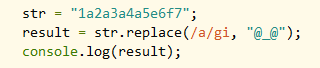 str = "1a2a3a4a5e6f7";
result = str.replace(/a/gi, "@_@");
console.log(result);